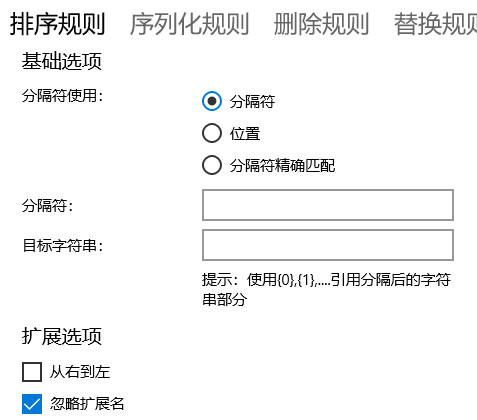 排序规则 序列化规则 删除规则 替换规则
基础选项
分隔符使用：
分隔符
位置
分隔符精确匹配
分隔符：
目标字符串：
提示：使用{0},{1},....引用分隔后的字符
串部分
扩展选项
从右到左
忽略扩展名